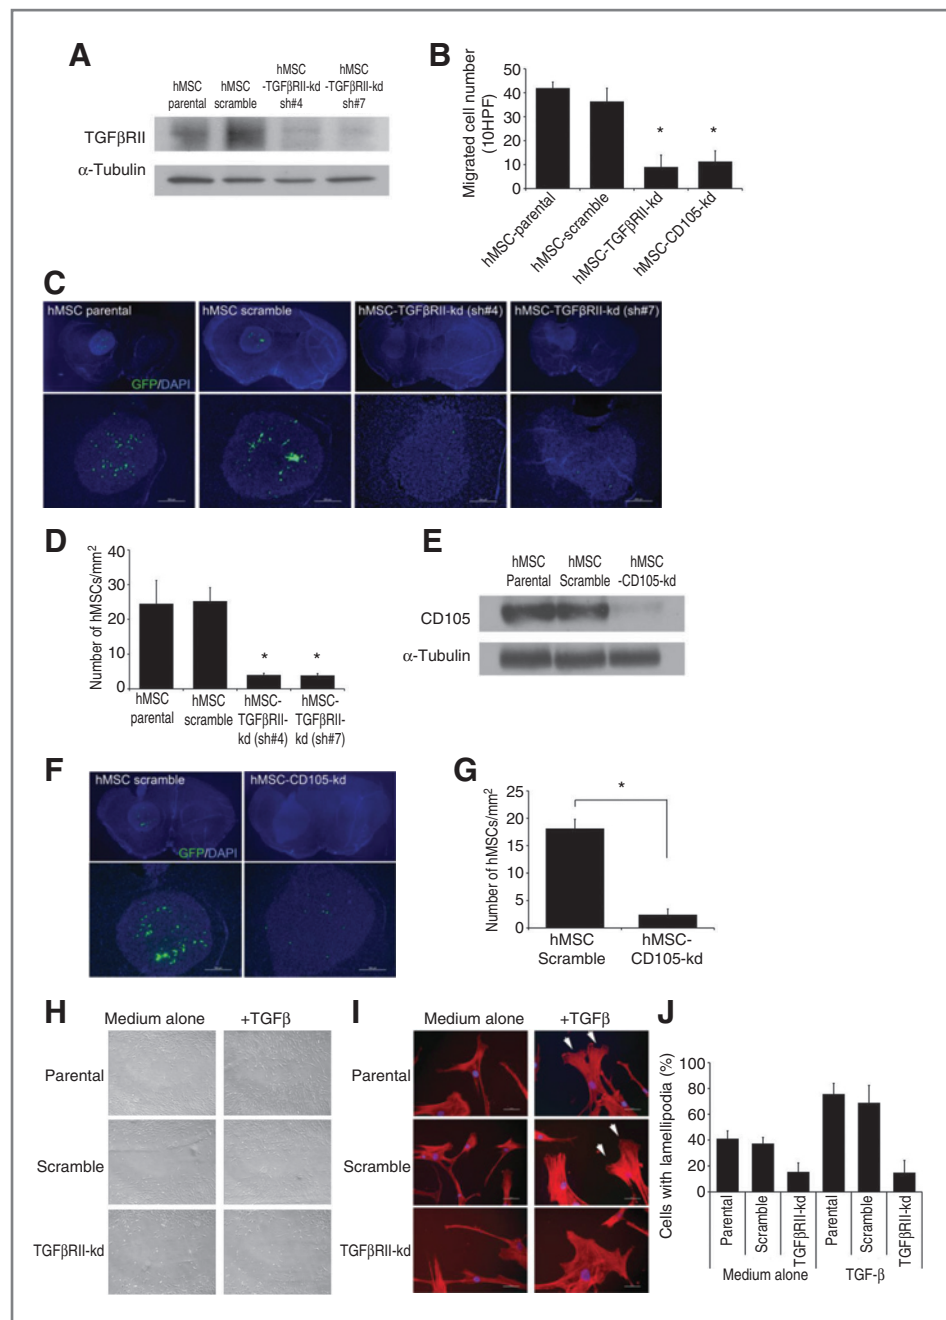 A
hMSC parental
hMSC scramble
hMSC -TGFβRII-kd sh#4
hMSC -TGFβRII-kd sh#7
TGFβRII
α-Tubulin
B
Migrated cell number (10HPF)
50
40
30
20
10
0
*
*
hMSC-parental
hMSC-scramble
hMSC-TGFβRII-kd
hMSC-CD105-kd
C
hMSC parental
hMSC scramble
hMSC-TGFβRII-kd (sh#4)
hMSC-TGFβRII-kd (sh#7)
GFP/DAPI
D
Number of hMSCs/mm²
40
30
20
10
0
*
*
hMSC parental
hMSC scramble
hMSC-TGFβRII-kd (sh#4)
hMSC-TGFβRII-kd (sh#7)
E
hMSC Parental
hMSC Scramble
hMSC -CD105-kd
CD105
α-Tubulin
F
hMSC scramble
hMSC-CD105-kd
GFP/DAPI
G
Number of hMSCs/mm²
25
20
15
10
5
0
*
hMSC Scramble
hMSC-CD105-kd
H
Medium alone
+TGFβ
Parental
Scramble
TGFβRII-kd
I
Medium alone
+TGFβ
Parental
Scramble
TGFβRII-kd
J
Cells with lamellipodia (%)
100
80
60
40
20
0
Parental
Scramble
TGFβRII-kd
Parental
Scramble
TGFβRII-kd
Medium alone
TGF-β